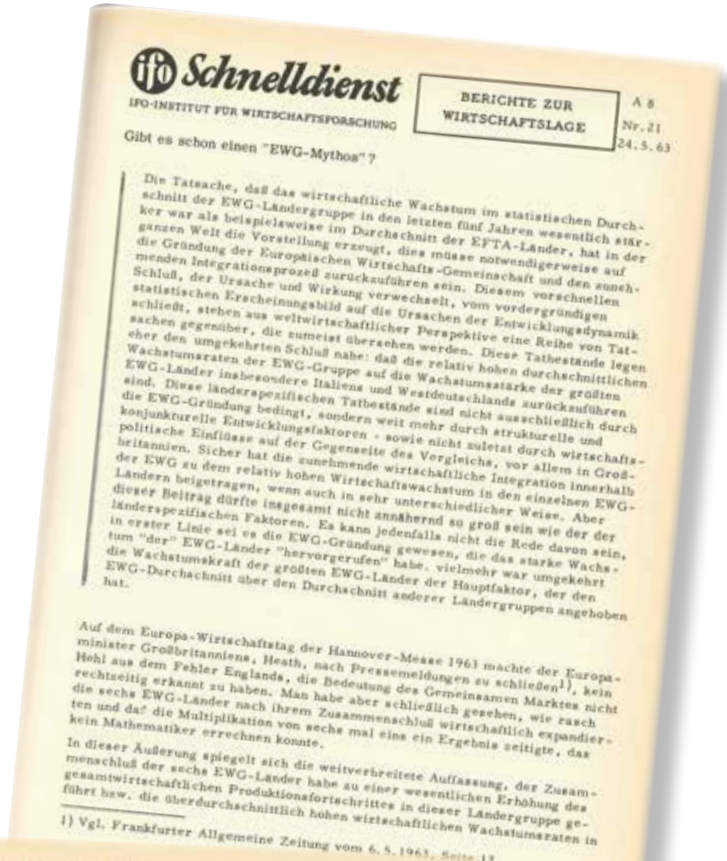 ifo Schnelldienst
IFO-INSTITUT FÜR WIRTSCHAFTSFORSCHUNG
BERICHTE ZUR
WIRTSCHAFTSLAGE
A 8
Nr. 21
24. 5. 63
Gibt es schon einen "EWG-Mythos"?
Die Tatsache, daß das wirtschaftliche Wachstum im statistischen Durch-
schnitt der EWG-Ländergruppe in den letzten fünf Jahren wesentlich stär-
ker war als beispielsweise im Durchschnitt der EFTA-Länder, hat in der
ganzen Welt die Vorstellung erzeugt, dies müsse notwendigerweise auf
die Gründung der Europäischen Wirtschafts-Gemeinschaft und den zuneh-
menden Integrationsprozeß zurückzuführen sein. Diesem vorschnellen
Schluß, der Ursache und Wirkung verwechselt, vom vordergründigen
statistischen Erscheinungsbild auf die Ursachen der Entwicklungsdynamik
schließt, stehen aus weltwirtschaftlicher Perspektive eine Reihe von Tat-
sachen gegenüber, die zumeist übersehen werden. Diese Tatbestände legen
eher den umgekehrten Schluß nahe: daß die relativ hohen durchschnittlichen
Wachstumsraten der EWG-Gruppe auf die Wachstumsstärke der größten
EWG-Länder insbesondere Italiens und Westdeutschlands zurückzuführen
sind. Diese länderspezifischen Tatbestände sind nicht ausschließlich durch
die EWG-Gründung bedingt, sondern weit mehr durch strukturelle und
konjunkturelle Entwicklungsfaktoren - sowie nicht zuletzt durch wirtschafts-
politische Einflüsse auf der Gegenseite des Vergleichs, vor allem in Groß-
britannien. Sicher hat die zunehmende wirtschaftliche Integration innerhalb
der EWG zu dem relativ hohen Wirtschaftswachstum in den einzelnen EWG-
Ländern beigetragen, wenn auch in sehr unterschiedlicher Weise. Aber
dieser Beitrag dürfte insgesamt nicht annähernd so groß sein wie der der
länderspezifischen Faktoren. Es kann jedenfalls nicht die Rede davon sein,
in erster Linie sei es die EWG-Gründung gewesen, die das starke Wachs-
tum "der" EWG-Länder "hervorgerufen" habe. vielmehr war umgekehrt
die Wachstumskraft der größten EWG-Länder der Hauptfaktor, der den
EWG-Durchschnitt über den Durchschnitt anderer Ländergruppen angehoben
hat.
Auf dem Europa-Wirtschaftstag der Hannover-Messe 1963 machte der Europa-
minister Großbritanniens, Heath, nach Pressemeldungen zu schließen1), kein
Hehl aus dem Fehler Englands, die Bedeutung des Gemeinsamen Marktes nicht
rechtzeitig erkannt zu haben. Man habe aber schließlich gesehen, wie rasch
die sechs EWG-Länder nach ihrem Zusammenschluß wirtschaftlich expandier-
ten und daß die Multiplikation von sechs mal eins ein Ergebnis zeitigte, das
kein Mathematiker errechnen konnte.
In dieser Äußerung spiegelt sich die weitverbreitete Auffassung, der Zusam-
menschluß der sechs EWG-Länder habe zu einer wesentlichen Erhöhung des
gesamtwirtschaftlichen Produktionsfortschrittes in dieser Ländergruppe ge-
führt bzw. die überdurchschnittlich hohen wirtschaftlichen Wachstumsraten in
1) Vgl. Frankfurter Allgemeine Zeitung vom 6. 5. 1963, Seite